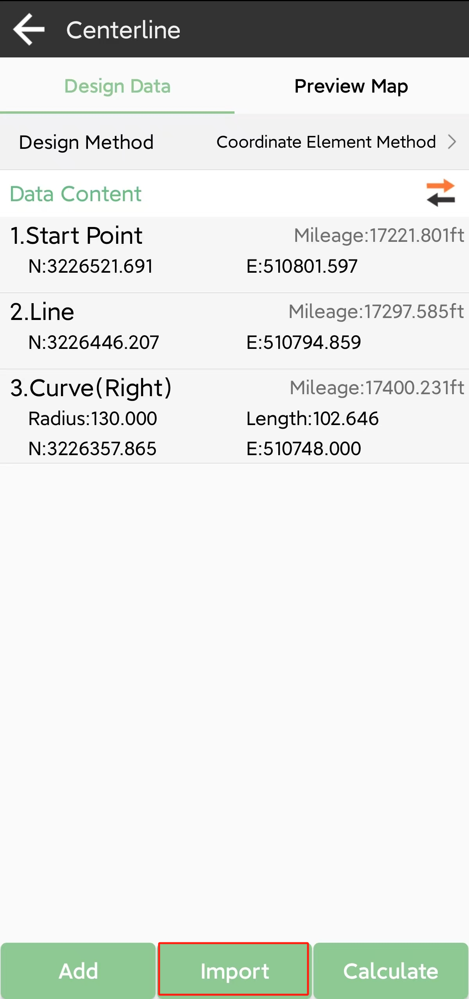 Centerline
Design Data Preview Map
Design Method Coordinate Element Method
Data Content
1.Start Point Mileage:17221.801ft
N:3226521.691 E:510801.597
2.Line Mileage:17297.585ft
N:3226446.207 E:510794.859
3.Curve(Right) Mileage:17400.231ft
Radius:130.000 Length:102.646
N:3226357.865 E:510748.000
Add Import Calculate